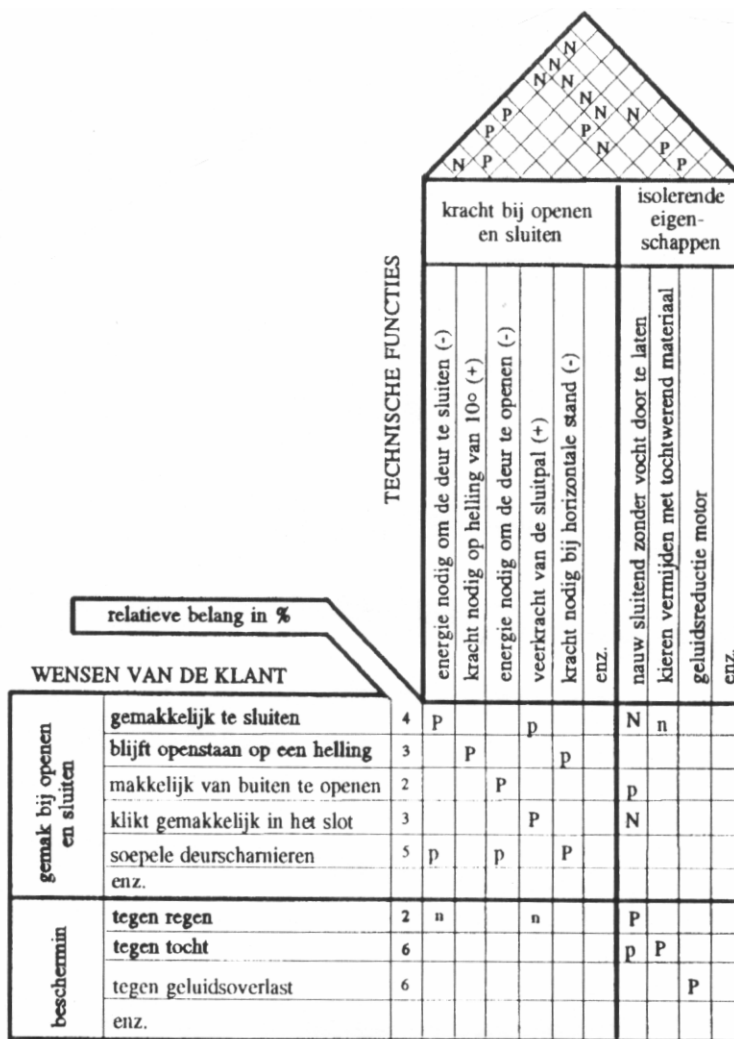 N
N
N N
N
P N N
P P
N P
N P P
isolerende
eigen-
schappen
kracht bij openen
en sluiten
TECHNISCHE FUNCTIES
energie nodig om de deur te sluiten (-)
kracht nodig op helling van 10° (+)
energie nodig om de deur te openen (-)
veerkracht van de sluitpal (+)
kracht nodig bij horizontale stand (-)
enz.
nauw sluitend zonder vocht door te laten
kieren vermijden met tochtwerend materiaal
geluidsreductie motor
enz.
relatieve belang in %
WENSEN VAN DE KLANT
gemak bij openen
en sluiten
gemakkelijk te sluiten 4 P p N n
blijft openstaan op een helling 3 P p
makkelijk van buiten te openen 2 P p
klikt gemakkelijk in het slot 3 P N
soepele deurscharnieren 5 p p P
enz.
beschermin
tegen regen 2 n n P
tegen tocht 6 p P
tegen geluidsoverlast 6 P
enz.